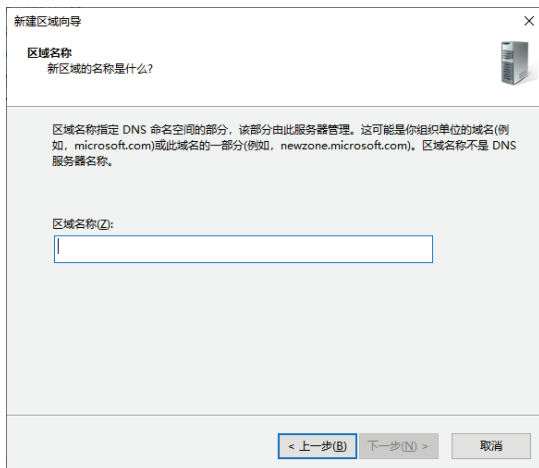 新建区域向导
区域名称
新区域的名称是什么?
区域名称指定 DNS 命名空间的部分，该部分由此服务器管理。这可能是你组织单位的域名(例
如，microsoft.com)或此域名的一部分(例如，newzone.microsoft.com)。区域名称不是 DNS
服务器名称。
区域名称(Z):
< 上一步(B)
下一步(N) >
取消